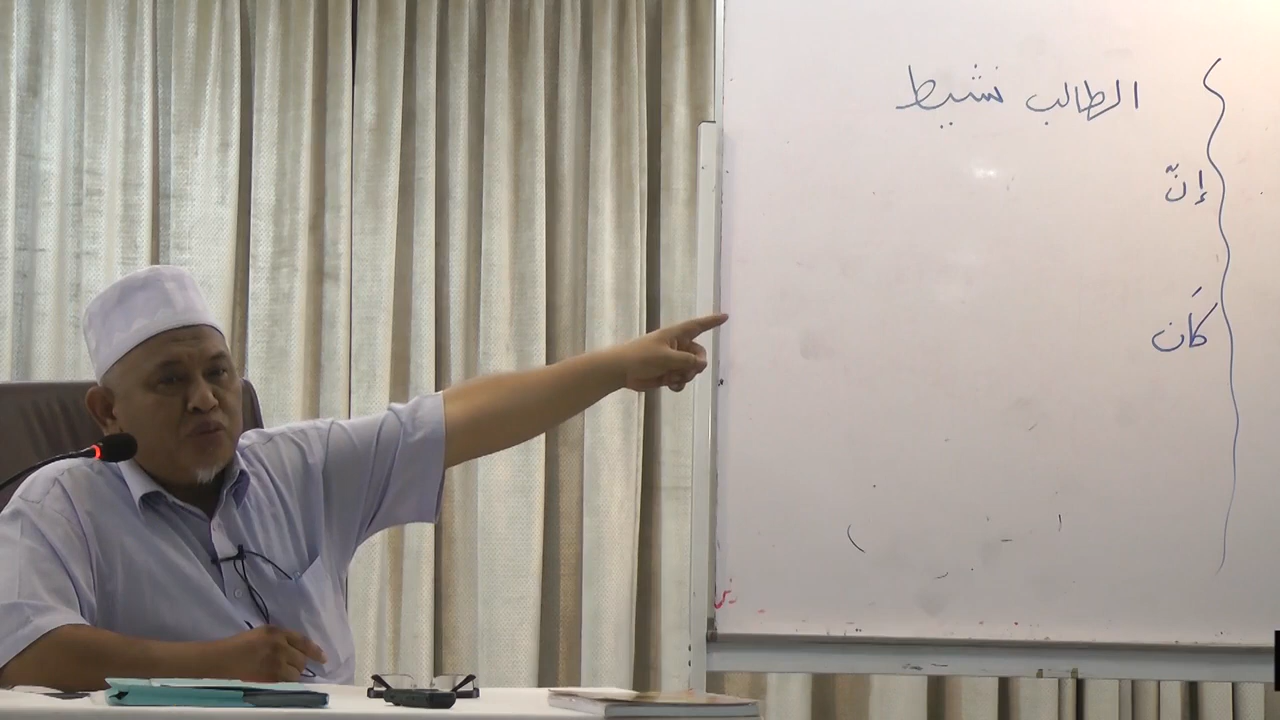 الطالب نشيط
إنّ
كَان